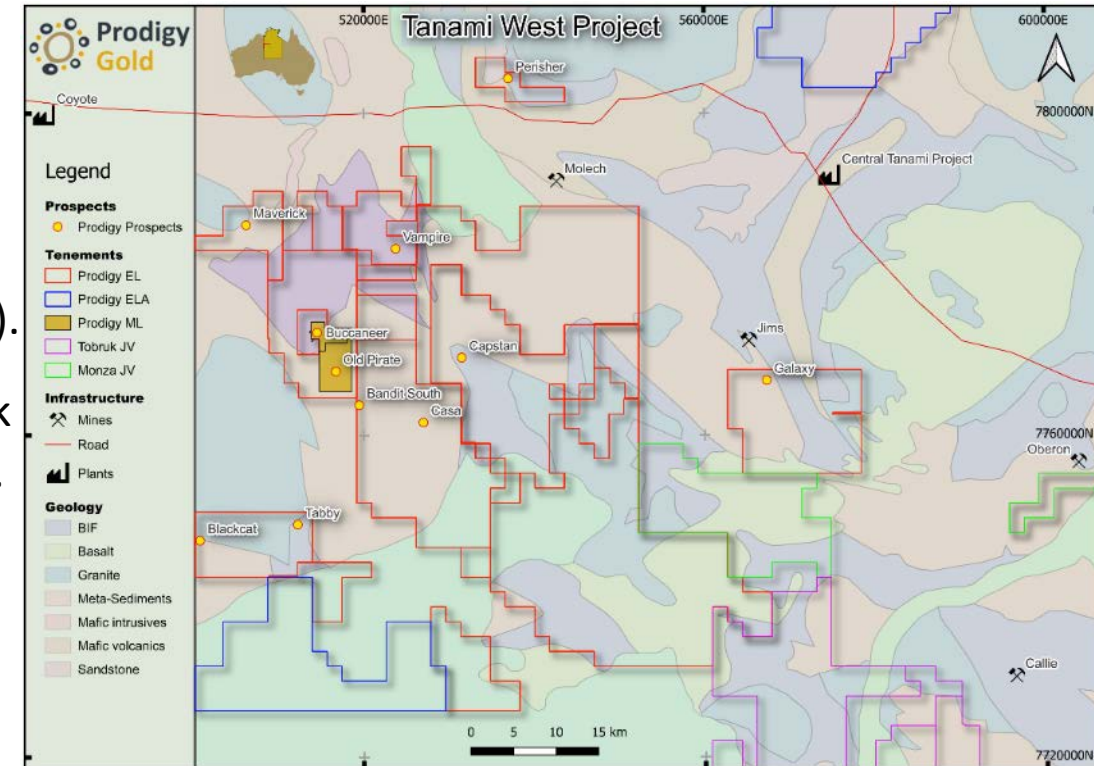 Prodigy
Gold
Tanami West Project
520000E
560000E
600000E
7800000N
7760000N
7720000N
Coyote
Perisher
Molech
Central Tanami Project
Maverick
Vampire
Buccaneer
Old Pirate
Capstan
Jims
Galaxy
Bandit South
Casa
Oberon
Tabby
Blackcat
Callie
Legend
Prospects
Prodigy Prospects
Tenements
Prodigy EL
Prodigy ELA
Prodigy ML
Tobruk JV
Monza JV
Infrastructure
Mines
Road
Plants
Geology
BIF
Basalt
Granite
Meta-Sediments
Mafic intrusives
Mafic volcanics
Sandstone
0 5 10 15 km
).
k